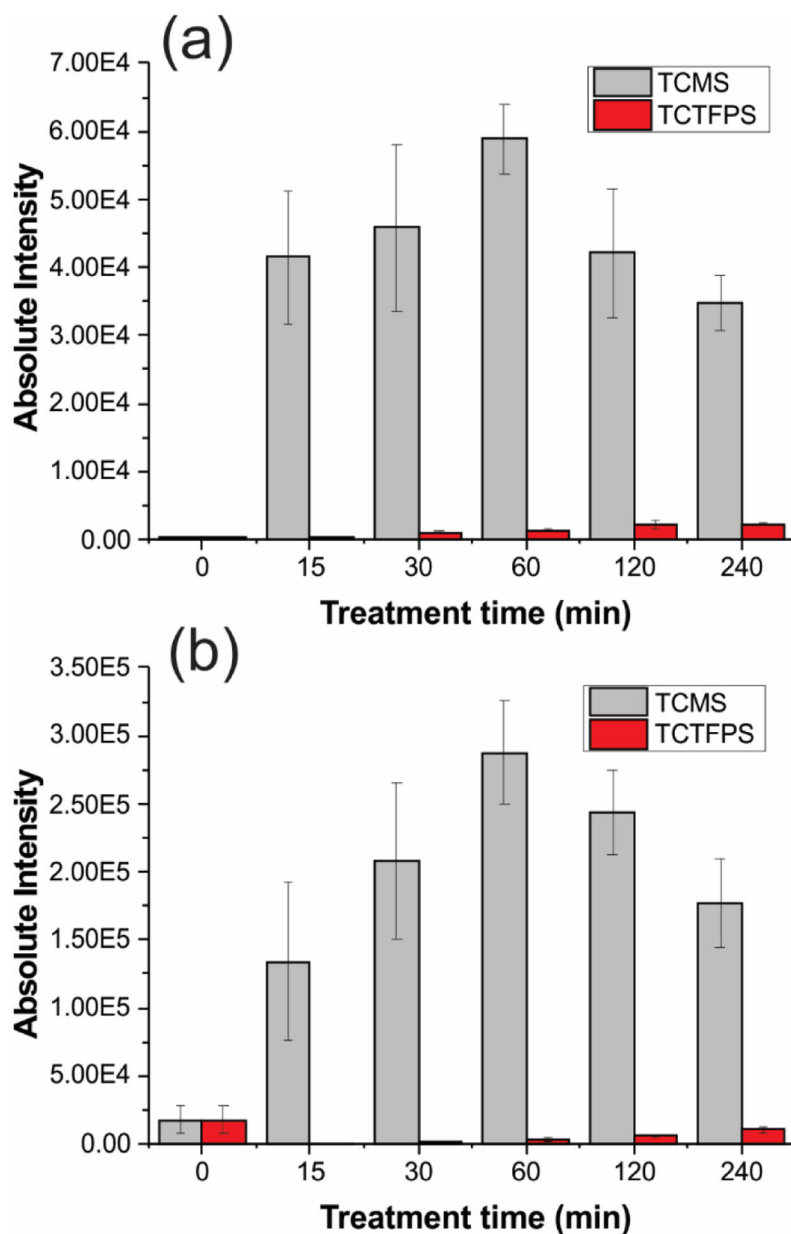 (a)
7.00E4
6.00E4
5.00E4
4.00E4
3.00E4
2.00E4
1.00E4
0.00
Absolute Intensity
TCMS
TCTFPS
0 15 30 60 120 240
Treatment time (min)
(b)
3.50E5
3.00E5
2.50E5
2.00E5
1.50E5
1.00E5
5.00E4
0.00
Absolute Intensity
TCMS
TCTFPS
0 15 30 60 120 240
Treatment time (min)